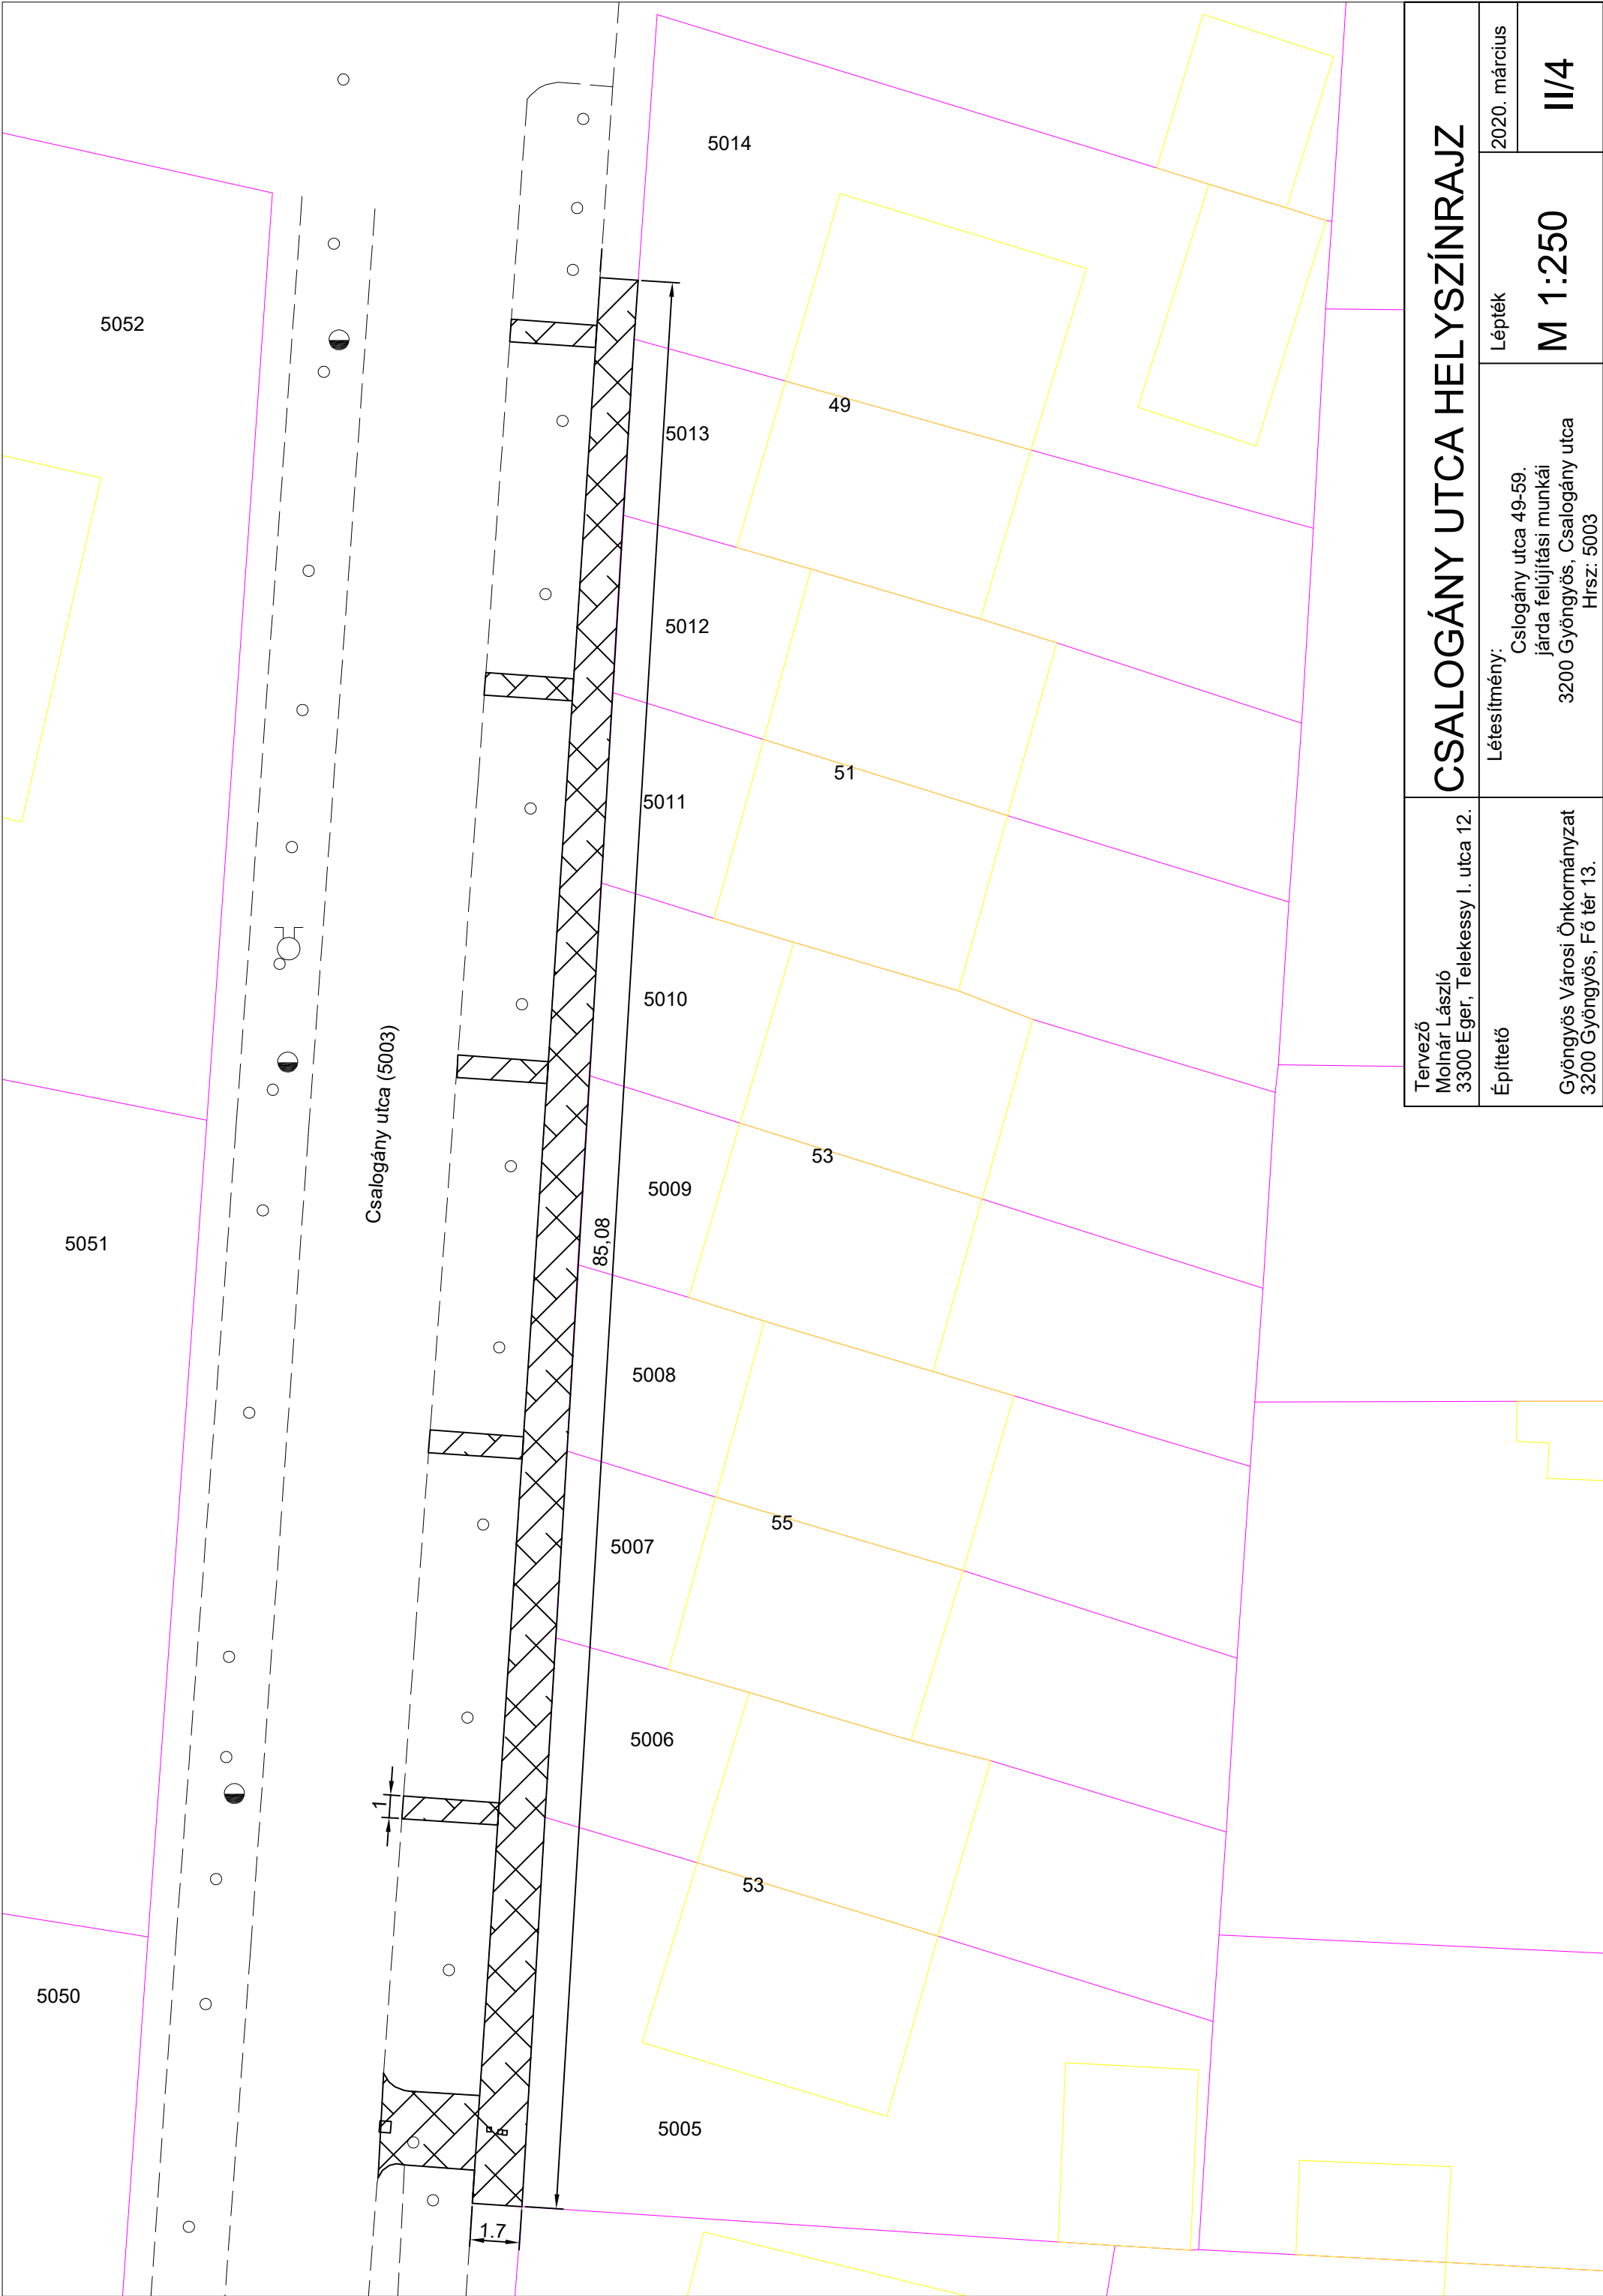 5014
5052
49
5013
5012
51
5011
5010
Csalogány utca (5003)
53
5009
5051
85,08
5008
55
5007
5006
1
53
5050
5005
1.7
Tervező
Molnár László
3300 Eger, Telekessy I. utca 12.
CSALOGÁNY UTCA HELYSZÍNRAJZ
Építtető
Gyöngyös Városi Önkormányzat
3200 Gyöngyös, Fő tér 13.
Létesítmény:
Cslogány utca 49-59.
járda felújítási munkái
3200 Gyöngyös, Csalogány utca
Hrsz: 5003
Lépték
M 1:250
2020. március
II/4